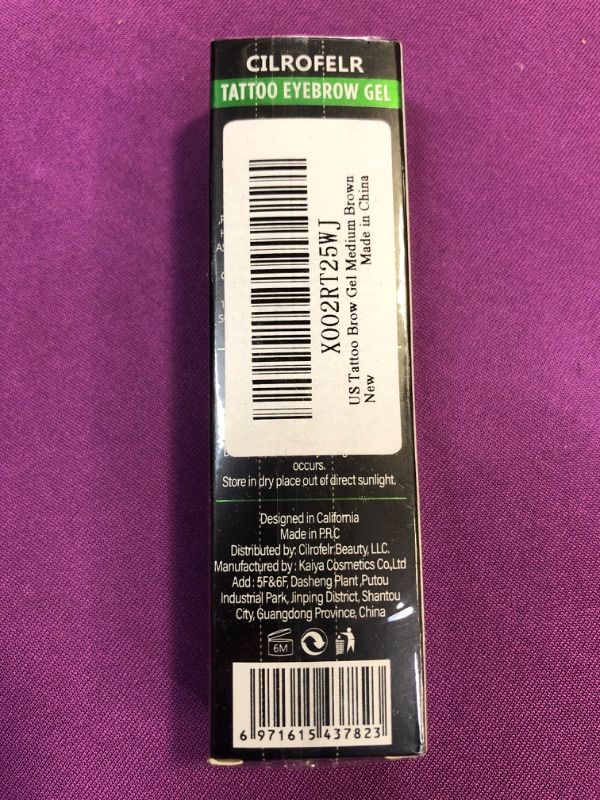 CILROFELR
TATTOO EYEBROW GEL
X002RT25WJ
US Tattoo Brow Gel Medium Brown
Made in China
New
occurs.
Store in dry place out of direct sunlight.
Designed in California
Made in P.R.C
Distributed by: Cilrofelr Beauty, LLC.
Manufactured by : Kaiya Cosmetics Co,.Ltd
Add : 5F&6F, Dasheng Plant ,Putou
Industrial Park, Jinping District, Shantou
City, Guangdong Province, China
6M
6 971615 437823